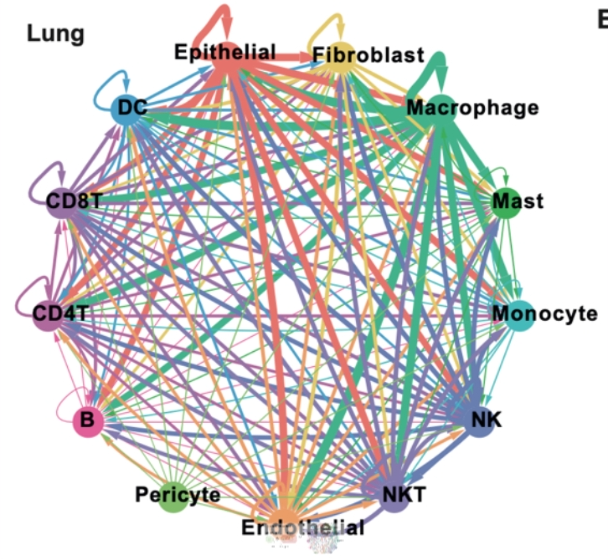 Lung
E
Epithelial
Fibroblast
DC
Macrophage
CD8T
Mast
CD4T
Monocyte
B
NK
Pericyte
NKT
Endothelial